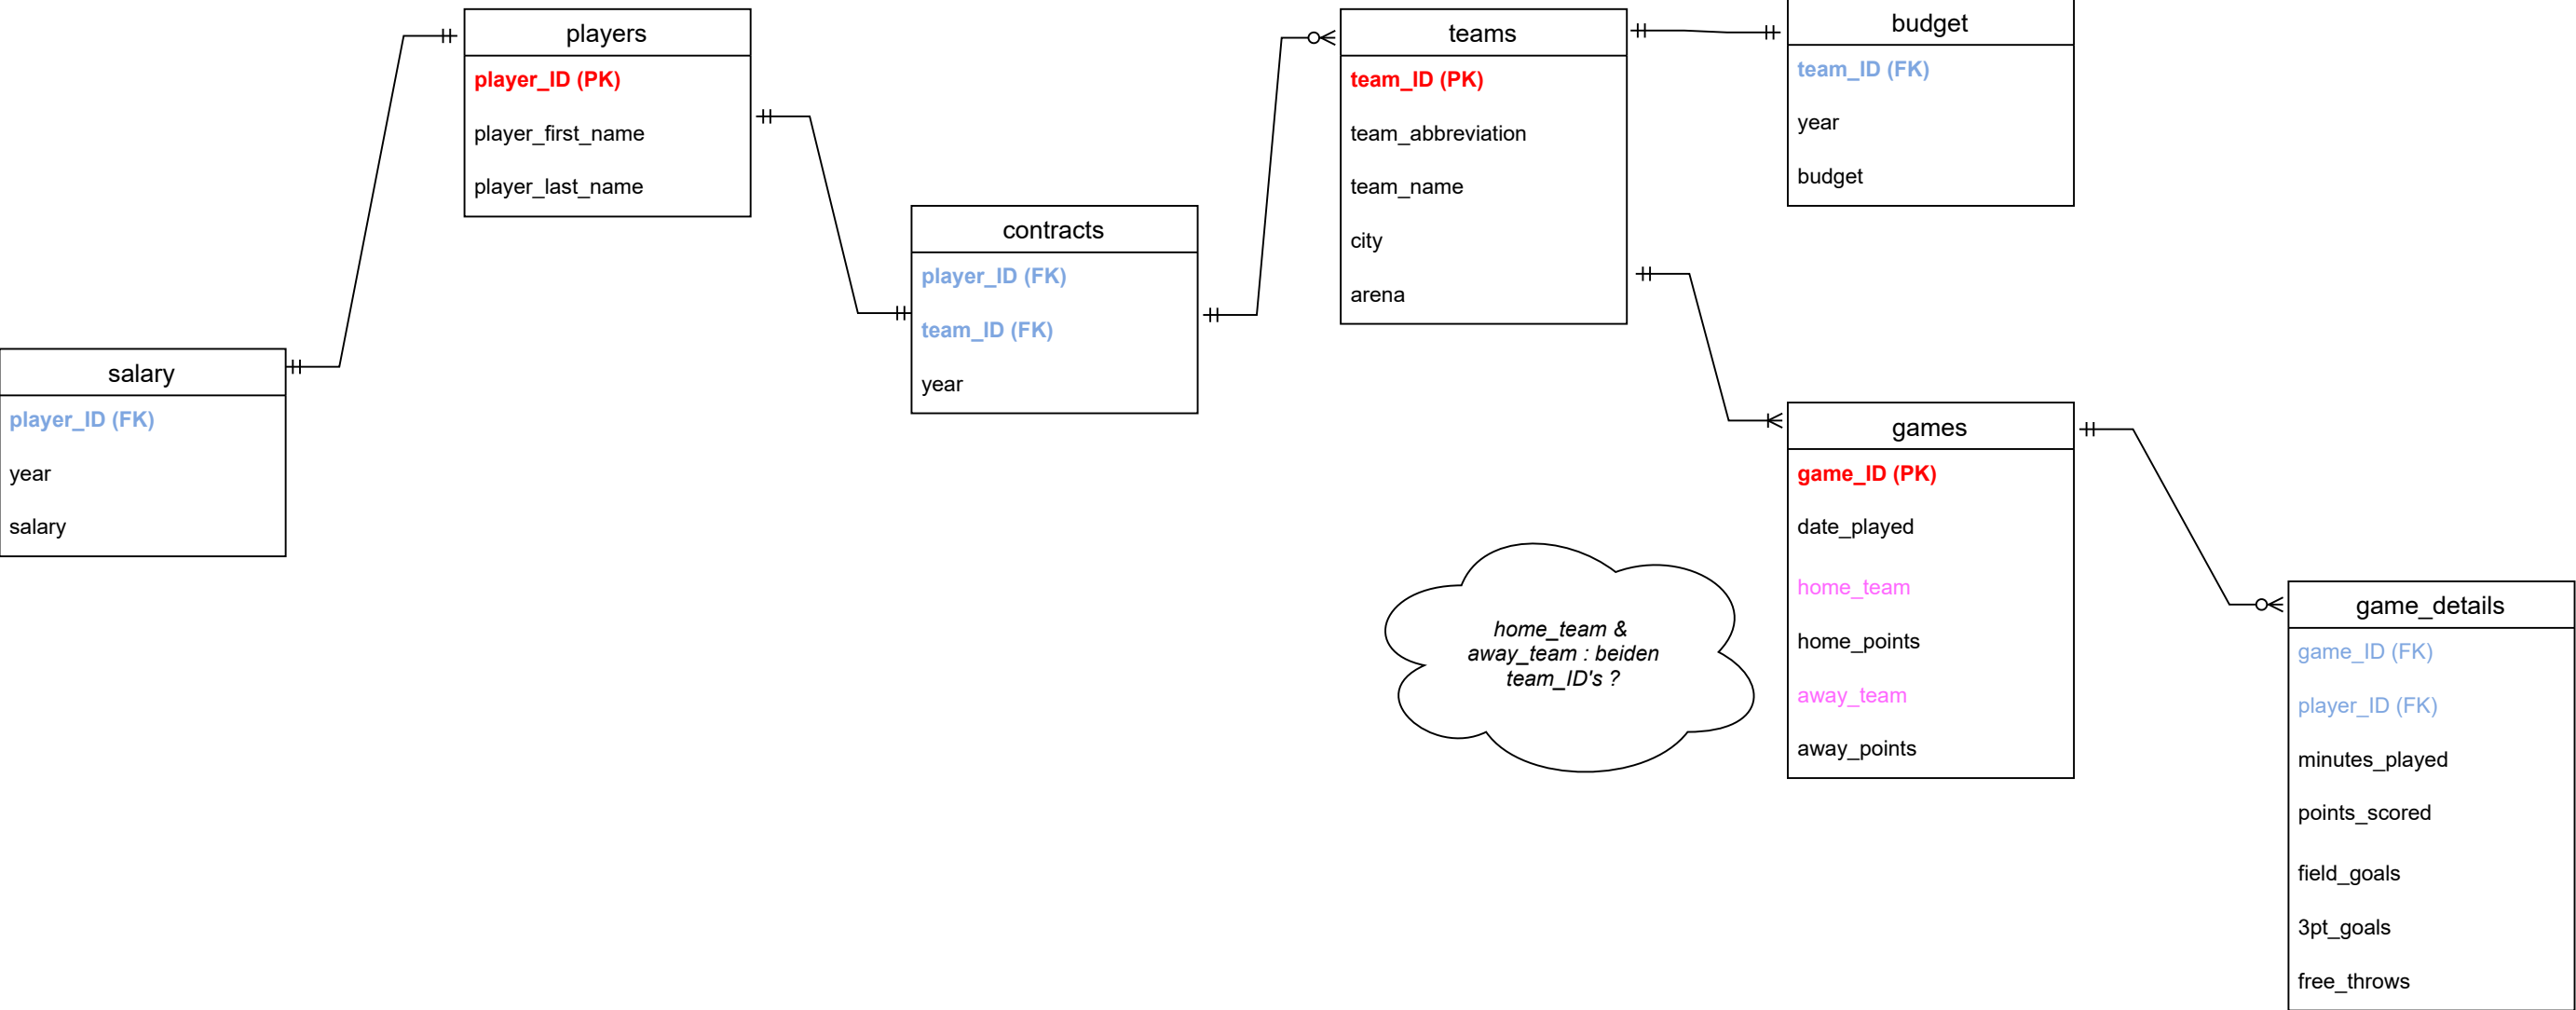 players
player_ID (PK)
player_first_name
player_last_name
teams
team_ID (PK)
team_abbreviation
team_name
city
arena
budget
team_ID (FK)
year
budget
contracts
player_ID (FK)
team_ID (FK)
year
salary
player_ID (FK)
year
salary
games
game_ID (PK)
date_played
home_team
home_points
away_team
away_points
home_team &
away_team : beiden
team_ID's ?
game_details
game_ID (FK)
player_ID (FK)
minutes_played
points_scored
field_goals
3pt_goals
free_throws